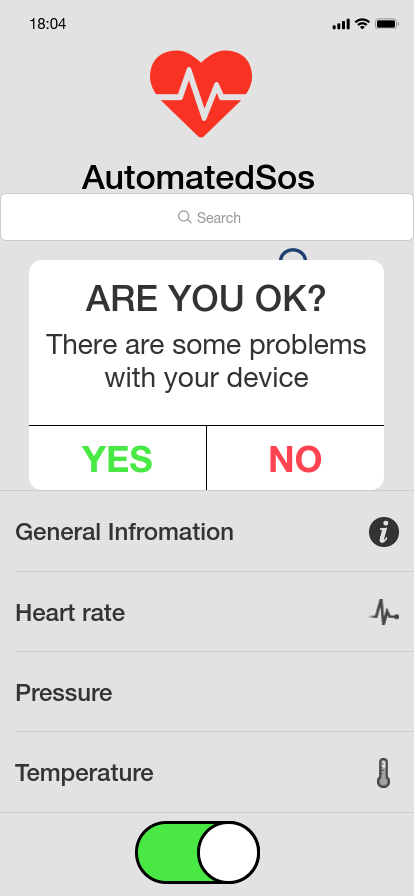 18:04
AutomatedSos
Search
ARE YOU OK?
There are some problems
with your device
YES NO
General Infromation
Heart rate
Pressure
Temperature